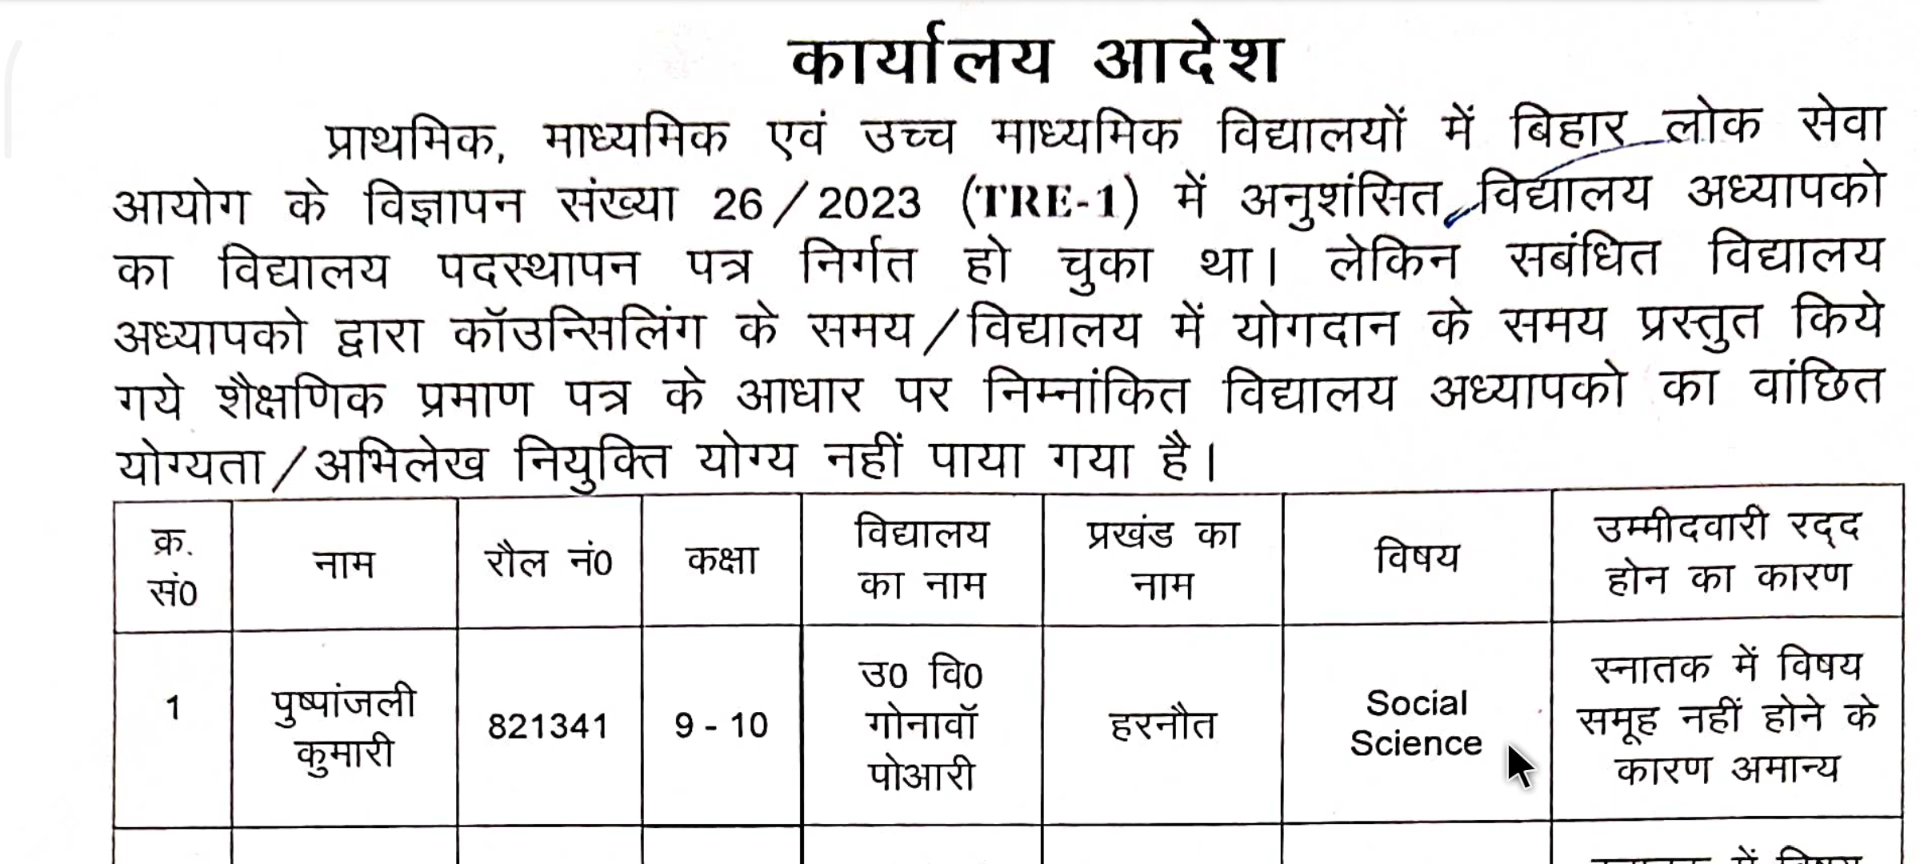 कार्यालय आदेश
प्राथमिक, माध्यमिक एवं उच्च माध्यमिक विद्यालयों में बिहार लोक सेवा
आयोग के विज्ञापन संख्या 26/2023 (TRE-1) में अनुशंसित विद्यालय अध्यापको
का विद्यालय पदस्थापन पत्र निर्गत हो चुका था। लेकिन सबंधित विद्यालय
अध्यापको द्वारा कॉउन्सिलिंग के समय/विद्यालय में योगदान के समय प्रस्तुत किये
गये शैक्षणिक प्रमाण पत्र के आधार पर निम्नांकित विद्यालय अध्यापको का वांछित
योग्यता/अभिलेख नियुक्ति योग्य नहीं पाया गया है।
क्र. सं0
नाम
रौल नं0
कक्षा
विद्यालय का नाम
प्रखंड का नाम
विषय
उम्मीदवारी रद्द होन का कारण
1
पुष्पांजली कुमारी
821341
9 - 10
उ0 वि0 गोनावॉ पोआरी
हरनौत
Social Science
स्नातक में विषय समूह नहीं होने के कारण अमान्य